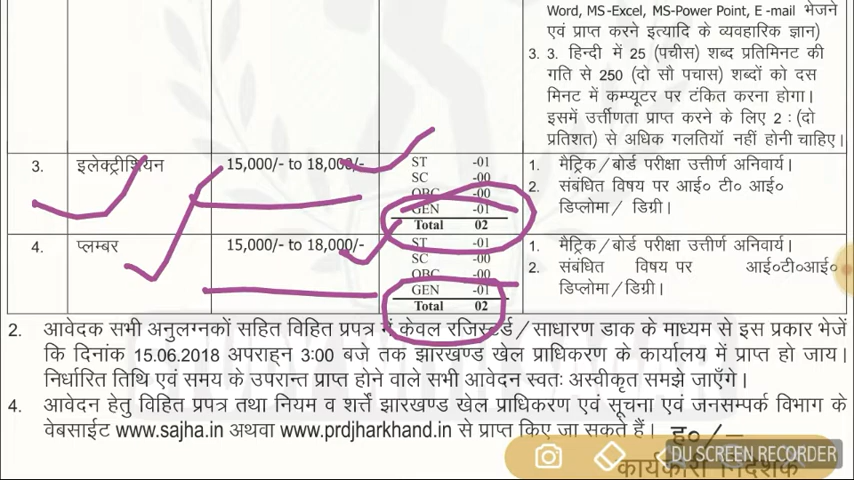 Word, MS-Excel, MS-Power Point, E-mail भेजने
एवं प्राप्त करने इत्यादि के व्यवहारिक ज्ञान)
3. 3. हिन्दी में 25 (पचीस) शब्द प्रतिमिनट की
गति से 250 (दो सौ पचास) शब्दों को दस
मिनट में कम्प्यूटर पर टंकित करना होगा।
इसमें उर्त्तीणता प्राप्त करने के लिए 2 : (दो
प्रतिशत) से अधिक गलतियाँ नहीं होनी चाहिए।
3. इलेक्ट्रीशियन 15,000/- to 18,000/- ST -01 1. मैट्रिक/बोर्ड परीक्षा उत्तीर्ण अनिवार्य।
SC -00 2. संबंधित विषय पर आई० टी० आई०
OBC -00 डिप्लोमा/डिग्री।
GEN -01
Total 02
4. प्लम्बर 15,000/- to 18,000/- ST -01 1. मैट्रिक/बोर्ड परीक्षा उत्तीर्ण अनिवार्य।
SC -00 2. संबंधित विषय पर आई०टी०आई०
OBC -00 डिप्लोमा/डिग्री।
GEN -01
Total 02
2. आवेदक सभी अनुलग्नकों सहित विहित प्रपत्र में केवल रजिस्टर्ड/साधारण डाक के माध्यम से इस प्रकार भेजें
कि दिनांक 15.06.2018 अपराह्न 3:00 बजे तक झारखण्ड खेल प्राधिकरण के कार्यालय में प्राप्त हो जाय।
निर्धारित तिथि एवं समय के उपरान्त प्राप्त होने वाले सभी आवेदन स्वतः अस्वीकृत समझे जाएँगे।
4. आवेदन हेतु विहित प्रपत्र तथा नियम व शर्त्तें झारखण्ड खेल प्राधिकरण एवं सूचना एवं जनसम्पर्क विभाग के
वेबसाईट www.sajha.in अथवा www.prdjharkhand.in से प्राप्त किए जा सकते हैं।
ह०/–
DU SCREEN RECORDER
कार्यकारी निदेशक